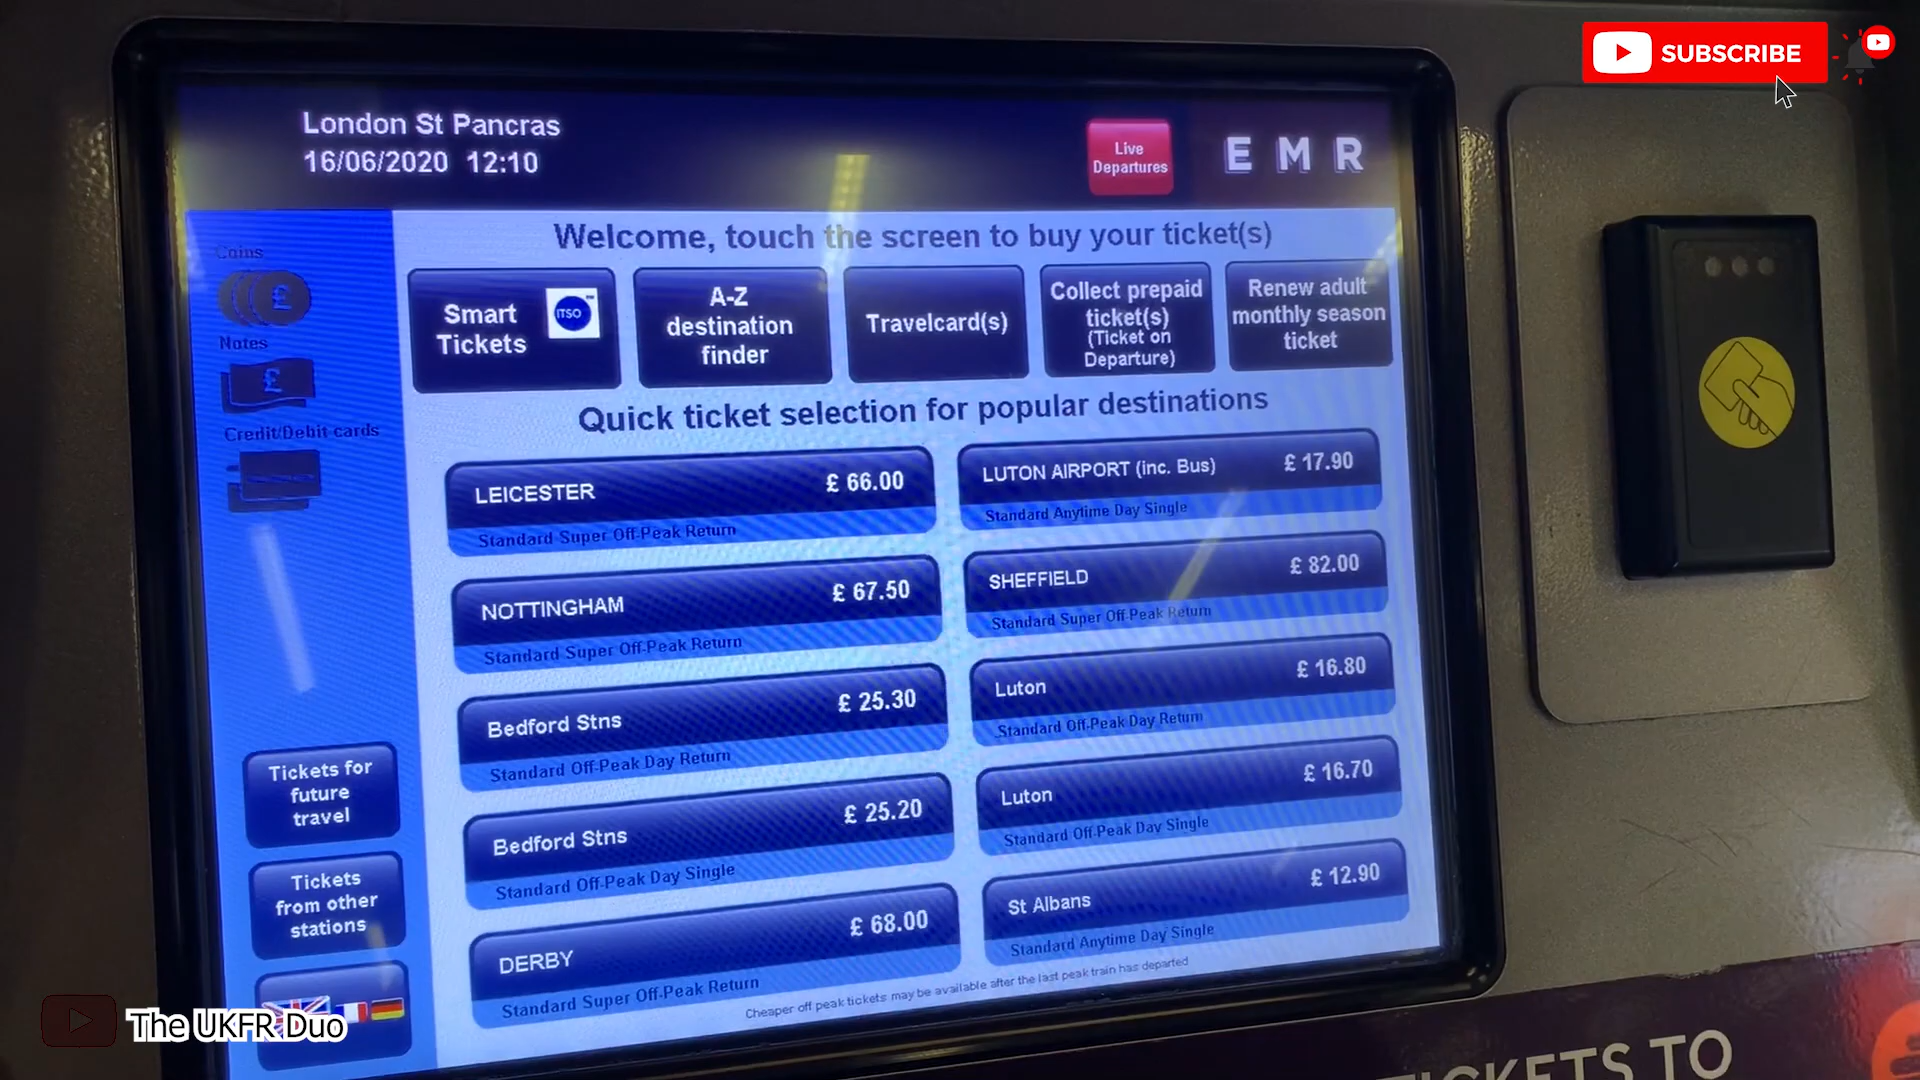 SUBSCRIBE
London St Pancras
16/06/2020 12:10
Live
Departures
EMR
Welcome, touch the screen to buy your ticket(s)
Coins
£
Notes
£
Credit/Debit cards
Smart
Tickets
ITSO
A-Z
destination
finder
Travelcard(s)
Collect prepaid
ticket(s)
(Ticket on
Departure)
Renew adult
monthly season
ticket
Quick ticket selection for popular destinations
LEICESTER £ 66.00
Standard Super Off-Peak Return
LUTON AIRPORT (inc. Bus) £ 17.90
Standard Anytime Day Single
NOTTINGHAM £ 67.50
Standard Super Off-Peak Return
SHEFFIELD £ 82.00
Standard Super Off-Peak Return
Bedford Stns £ 25.30
Standard Off-Peak Day Return
Luton £ 16.80
Standard Off-Peak Day Return
Bedford Stns £ 25.20
Standard Off-Peak Day Single
Luton £ 16.70
Standard Off-Peak Day Single
DERBY £ 68.00
Standard Super Off-Peak Return
St Albans £ 12.90
Standard Anytime Day Single
Cheaper off peak tickets may be available after the last peak train has departed
Tickets for
future
travel
Tickets
from other
stations
The UKFR Duo
TICKETS TO